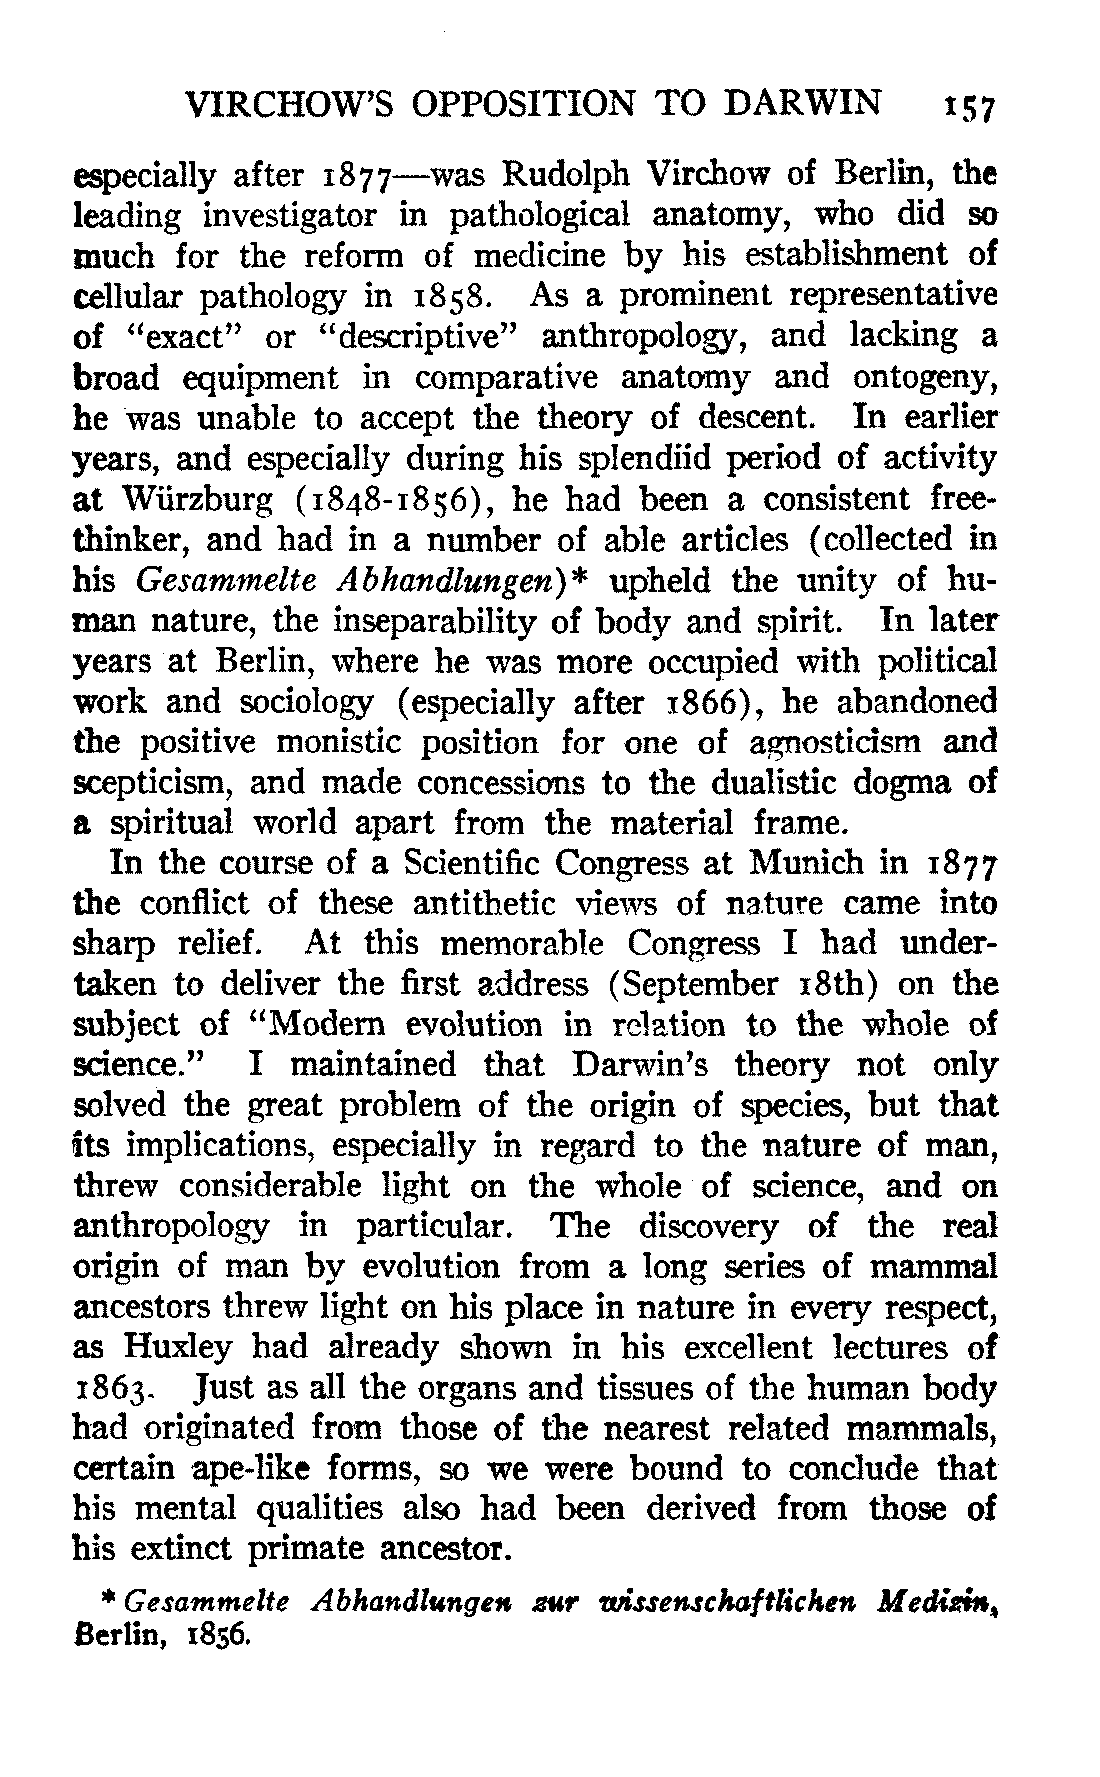 VIRCHOW'S OPPOSITION TO DARWIN 157
especially after 1877—was Rudolph Virchow of Berlin, the
leading investigator in pathological anatomy, who did so
much for the reform of medicine by his establishment of
cellular pathology in 1858. As a prominent representative
of "exact" or "descriptive" anthropology, and lacking a
broad equipment in comparative anatomy and ontogeny,
he was unable to accept the theory of descent. In earlier
years, and especially during his splendiid period of activity
at Würzburg (1848-1856), he had been a consistent free-
thinker, and had in a number of able articles (collected in
his Gesammelte Abhandlungen)* upheld the unity of hu-
man nature, the inseparability of body and spirit. In later
years at Berlin, where he was more occupied with political
work and sociology (especially after 1866), he abandoned
the positive monistic position for one of agnosticism and
scepticism, and made concessions to the dualistic dogma of
a spiritual world apart from the material frame.
In the course of a Scientific Congress at Munich in 1877
the conflict of these antithetic views of nature came into
sharp relief. At this memorable Congress I had under-
taken to deliver the first address (September 18th) on the
subject of "Modern evolution in relation to the whole of
science." I maintained that Darwin's theory not only
solved the great problem of the origin of species, but that
its implications, especially in regard to the nature of man,
threw considerable light on the whole of science, and on
anthropology in particular. The discovery of the real
origin of man by evolution from a long series of mammal
ancestors threw light on his place in nature in every respect,
as Huxley had already shown in his excellent lectures of
1863. Just as all the organs and tissues of the human body
had originated from those of the nearest related mammals,
certain ape-like forms, so we were bound to conclude that
his mental qualities also had been derived from those of
his extinct primate ancestor.
* Gesammelte Abhandlungen zur wissenschaftlichen Medizin,
Berlin, 1856.